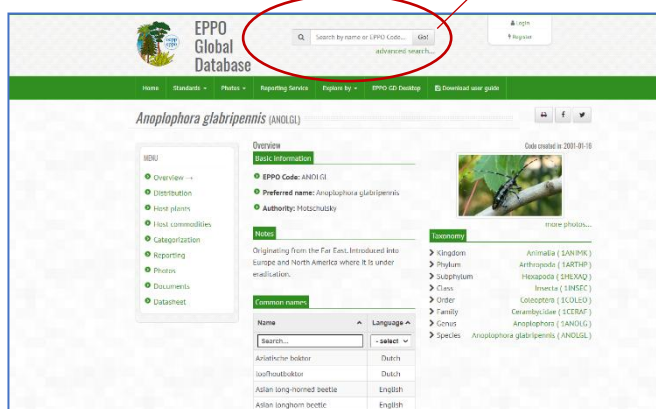 EPPO
Global
Database
Search by name or EPPO Code... Go!
advanced search...
Login
Register
Home Standards Photos Reporting Service Explore by EPPO GD Desktop Download user guide
Anoplophora glabripennis (ANOLGL)
MENU
Overview →
Distribution
Host plants
Host commodities
Categorization
Reporting
Photos
Documents
Datasheet
Overview
Basic information
EPPO Code: ANOLGL
Preferred name: Anoplophora glabripennis
Authority: Motschulsky
Notes
Originating from the Far East. Introduced into
Europe and North America where it is under
eradication.
Common names
Name Language
Search... - select
Aziatische boktor Dutch
loofhoutboktor Dutch
Asian long-horned beetle English
Asian longhorn beetle English
Code created in: 2001-01-16
more photos...
Taxonomy
Kingdom Animalia ( 1ANIMK )
Phylum Arthropoda ( 1ARTHP )
Subphylum Hexapoda ( 1HEXAQ )
Class Insecta ( 1INSEC )
Order Coleoptera ( 1COLEO )
Family Cerambycidae ( 1CERAF )
Genus Anoplophora ( 1ANOLG )
Species Anoplophora glabripennis ( ANOLGL )